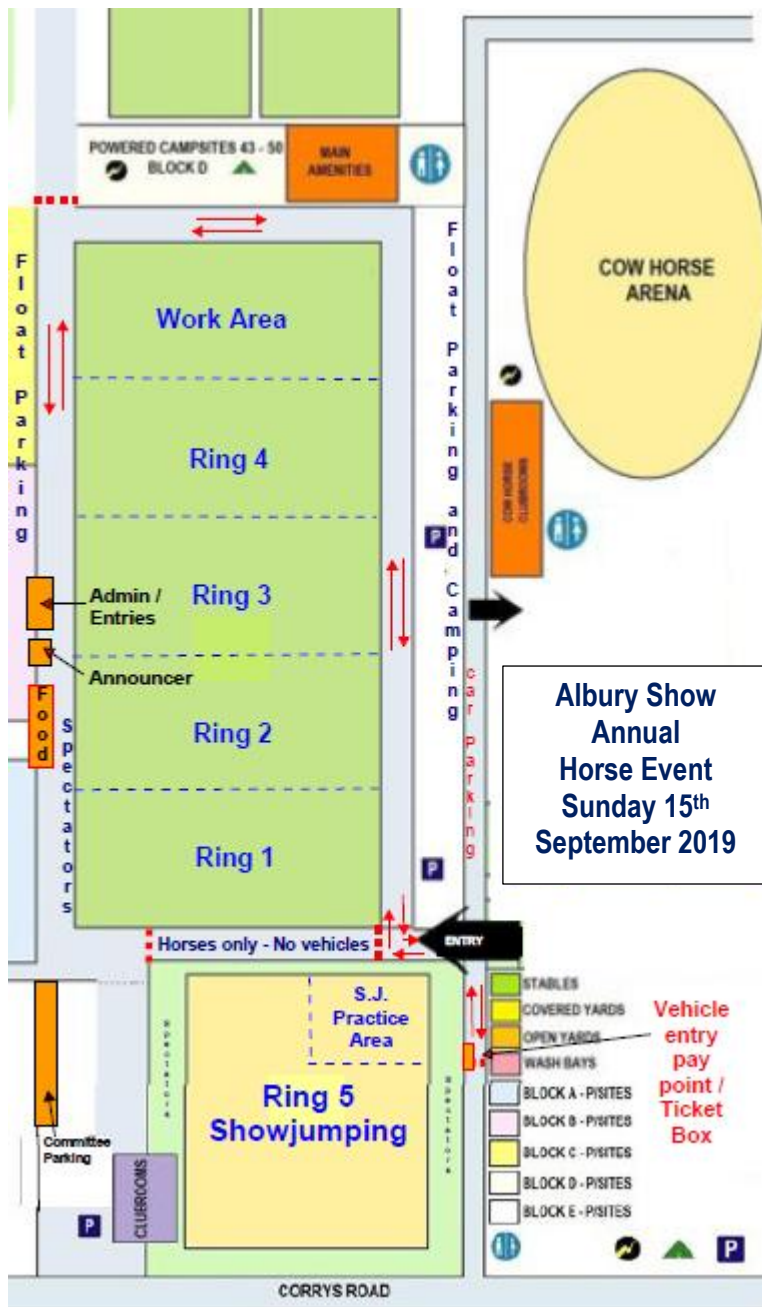 POWERED CAMPSITES 43 - 50
BLOCK D
MAIN
AMENITIES
Float Parking
Float Parking and Camping
COW HORSE
ARENA
Work Area
Ring 4
COW HORSE
CLUBROOMS
P
Admin /
Entries
Ring 3
Announcer
Food
Spectators
Ring 2
car Parking
Albury Show
Annual
Horse Event
Sunday 15th
September 2019
Ring 1
P
Horses only - No vehicles
ENTRY
S.J.
Practice
Area
Spectators
Spectators
Ring 5
Showjumping
STABLES
COVERED YARDS
OPEN YARDS
WASH BAYS
BLOCK A - P/SITES
BLOCK B - P/SITES
BLOCK C - P/SITES
BLOCK D - P/SITES
BLOCK E - P/SITES
Vehicle
entry
pay
point /
Ticket
Box
Committee
Parking
CLUBROOMS
P
P
CORRYS ROAD